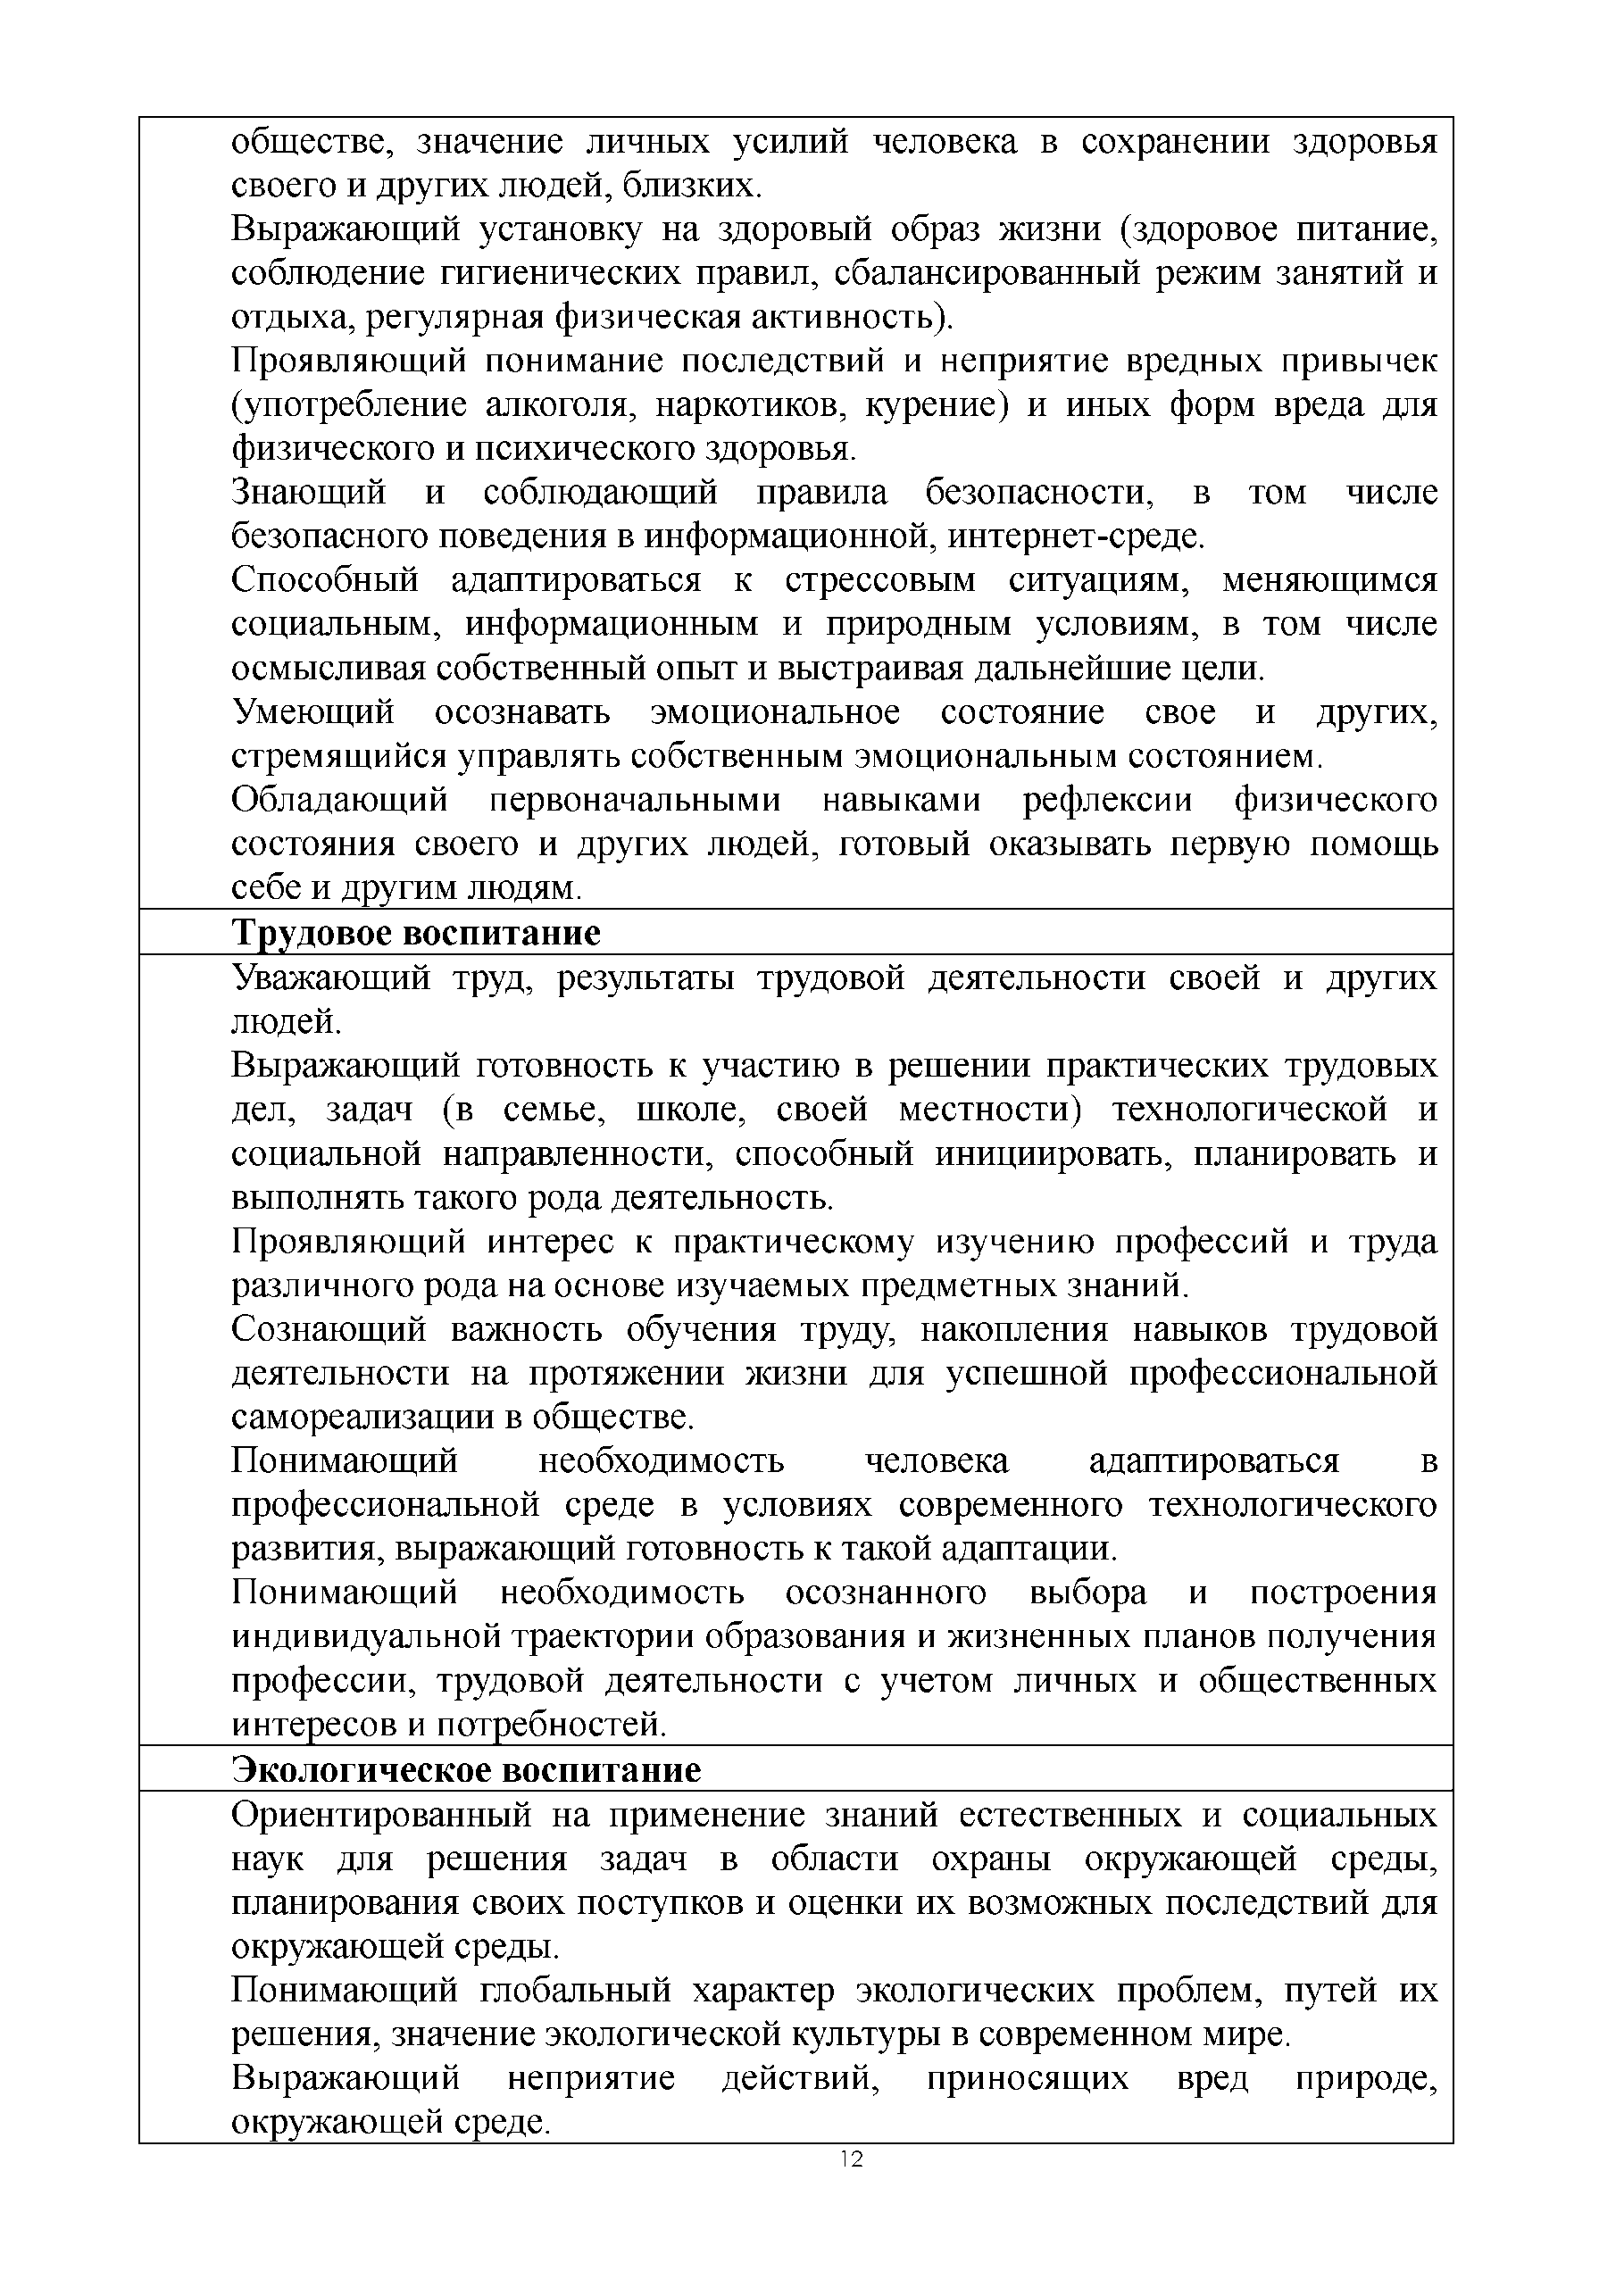 обществе, значение личных усилий человека в сохранении здоровья
своего и других людей, близких.
Выражающий установку на здоровый образ жизни (здоровое питание,
соблюдение гигиенических правил, сбалансированный режим занятий и
отдыха, регулярная физическая активность).
Проявляющий понимание последствий и неприятие вредных привычек
(употребление алкоголя, наркотиков, курение) и иных форм вреда для
физического и психического здоровья.
Знающий и соблюдающий правила безопасности, в том числе
безопасного поведения в информационной, интернет-среде.
Способный адаптироваться к стрессовым ситуациям, меняющимся
социальным, информационным и природным условиям, в том числе
осмысливая собственный опыт и выстраивая дальнейшие цели.
Умеющий осознавать эмоциональное состояние свое и других,
стремящийся управлять собственным эмоциональным состоянием.
Обладающий первоначальными навыками рефлексии физического
состояния своего и других людей, готовый оказывать первую помощь
себе и другим людям.
Трудовое воспитание
Уважающий труд, результаты трудовой деятельности своей и других
людей.
Выражающий готовность к участию в решении практических трудовых
дел, задач (в семье, школе, своей местности) технологической и
социальной направленности, способный инициировать, планировать и
выполнять такого рода деятельность.
Проявляющий интерес к практическому изучению профессий и труда
различного рода на основе изучаемых предметных знаний.
Сознающий важность обучения труду, накопления навыков трудовой
деятельности на протяжении жизни для успешной профессиональной
самореализации в обществе.
Понимающий необходимость человека адаптироваться в
профессиональной среде в условиях современного технологического
развития, выражающий готовность к такой адаптации.
Понимающий необходимость осознанного выбора и построения
индивидуальной траектории образования и жизненных планов получения
профессии, трудовой деятельности с учетом личных и общественных
интересов и потребностей.
Экологическое воспитание
Ориентированный на применение знаний естественных и социальных
наук для решения задач в области охраны окружающей среды,
планирования своих поступков и оценки их возможных последствий для
окружающей среды.
Понимающий глобальный характер экологических проблем, путей их
решения, значение экологической культуры в современном мире.
Выражающий неприятие действий, приносящих вред природе,
окружающей среде.
12